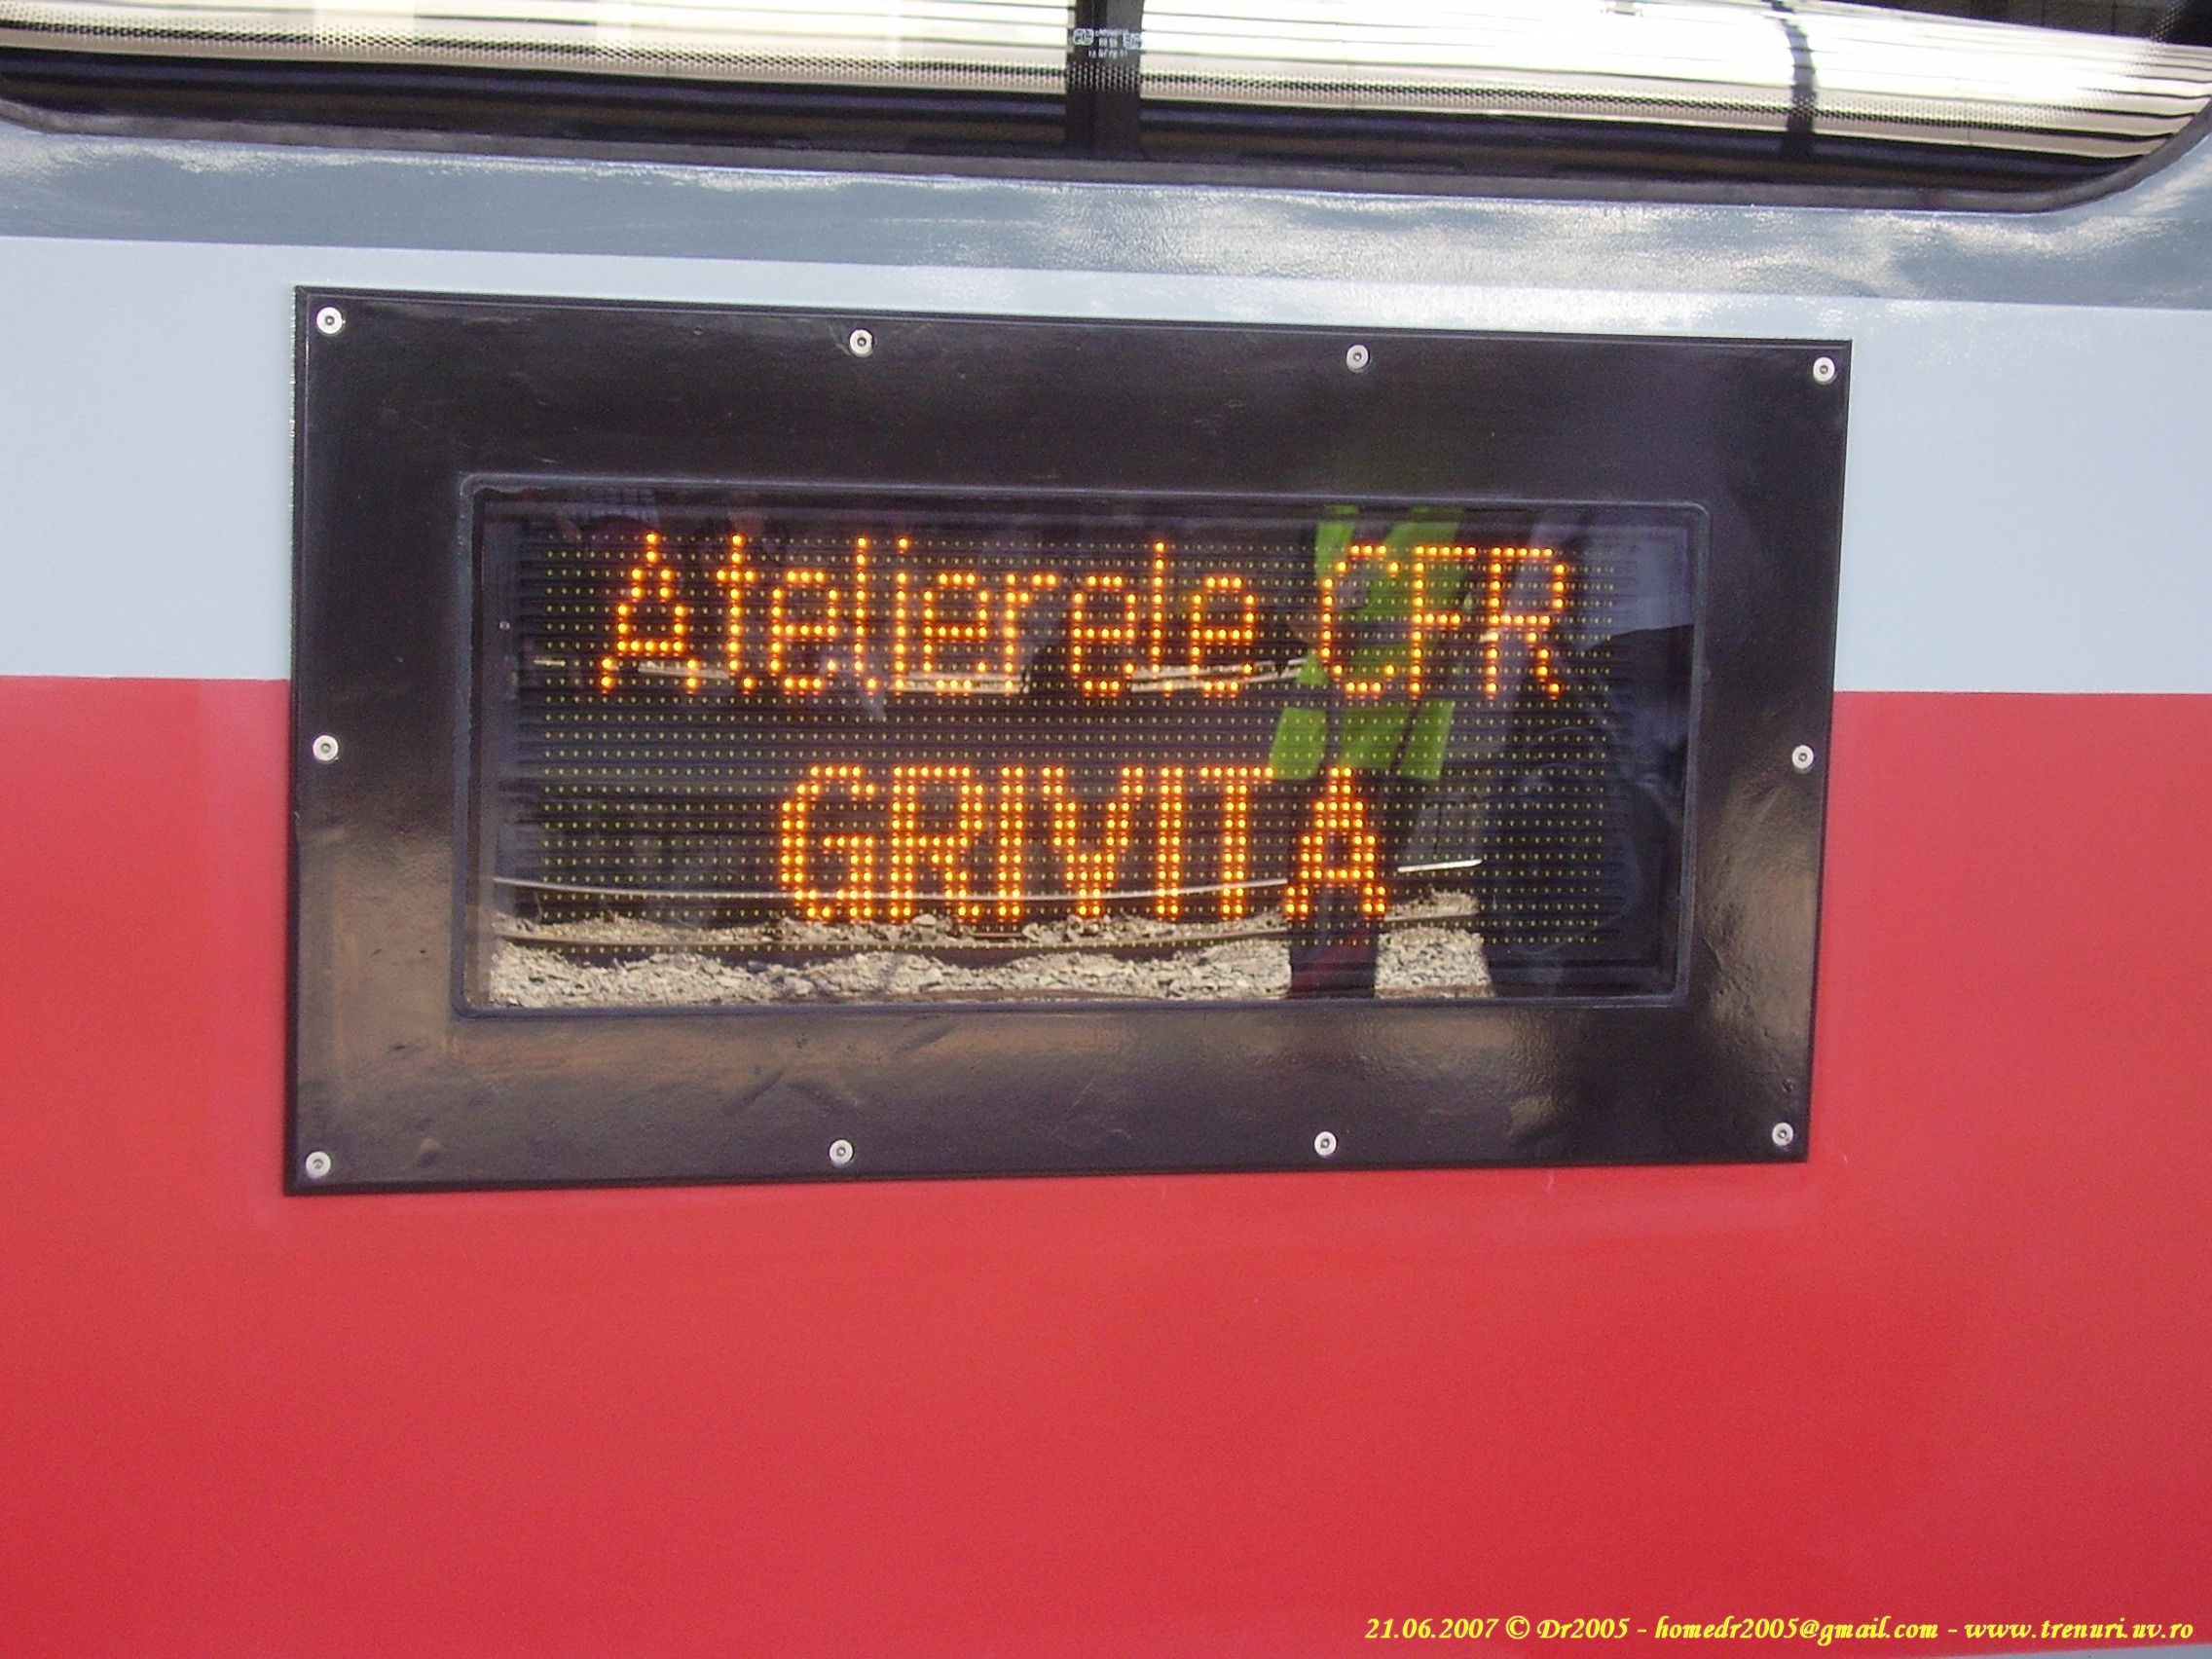 Atelierele CFR
GRIVITA
21.06.2007 © Dr2005 - homedr2005@gmail.com - www.trenuri.uv.ro